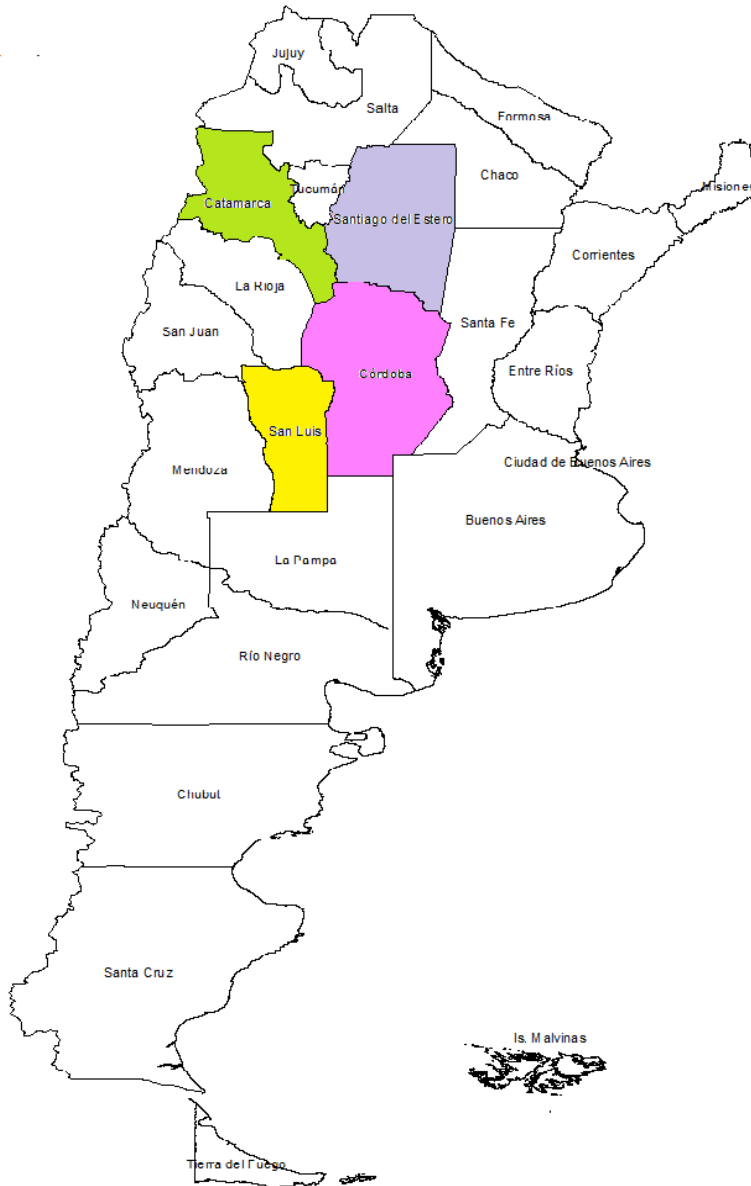 Jujuy
Salta
Formosa
Chaco
Misiones
Tucumán
Catamarca
Santiago del Estero
Corrientes
La Rioja
Santa Fe
San Juan
Entre Ríos
Córdoba
San Luis
Ciudad de Buenos Aires
Mendoza
Buenos Aires
La Pampa
Neuquén
Río Negro
Chubut
Santa Cruz
Is. Malvinas
Tierra del Fuego